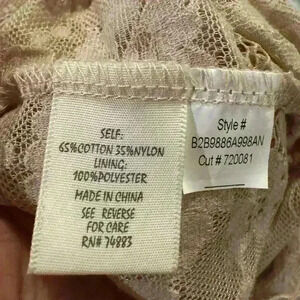 SELF:
65%COTTON 35%NYLON
LINING:
100%POLYESTER
MADE IN CHINA
SEE REVERSE
FOR CARE
RN# 74883
Style #
B2B9886A998AN
Cut # 720081